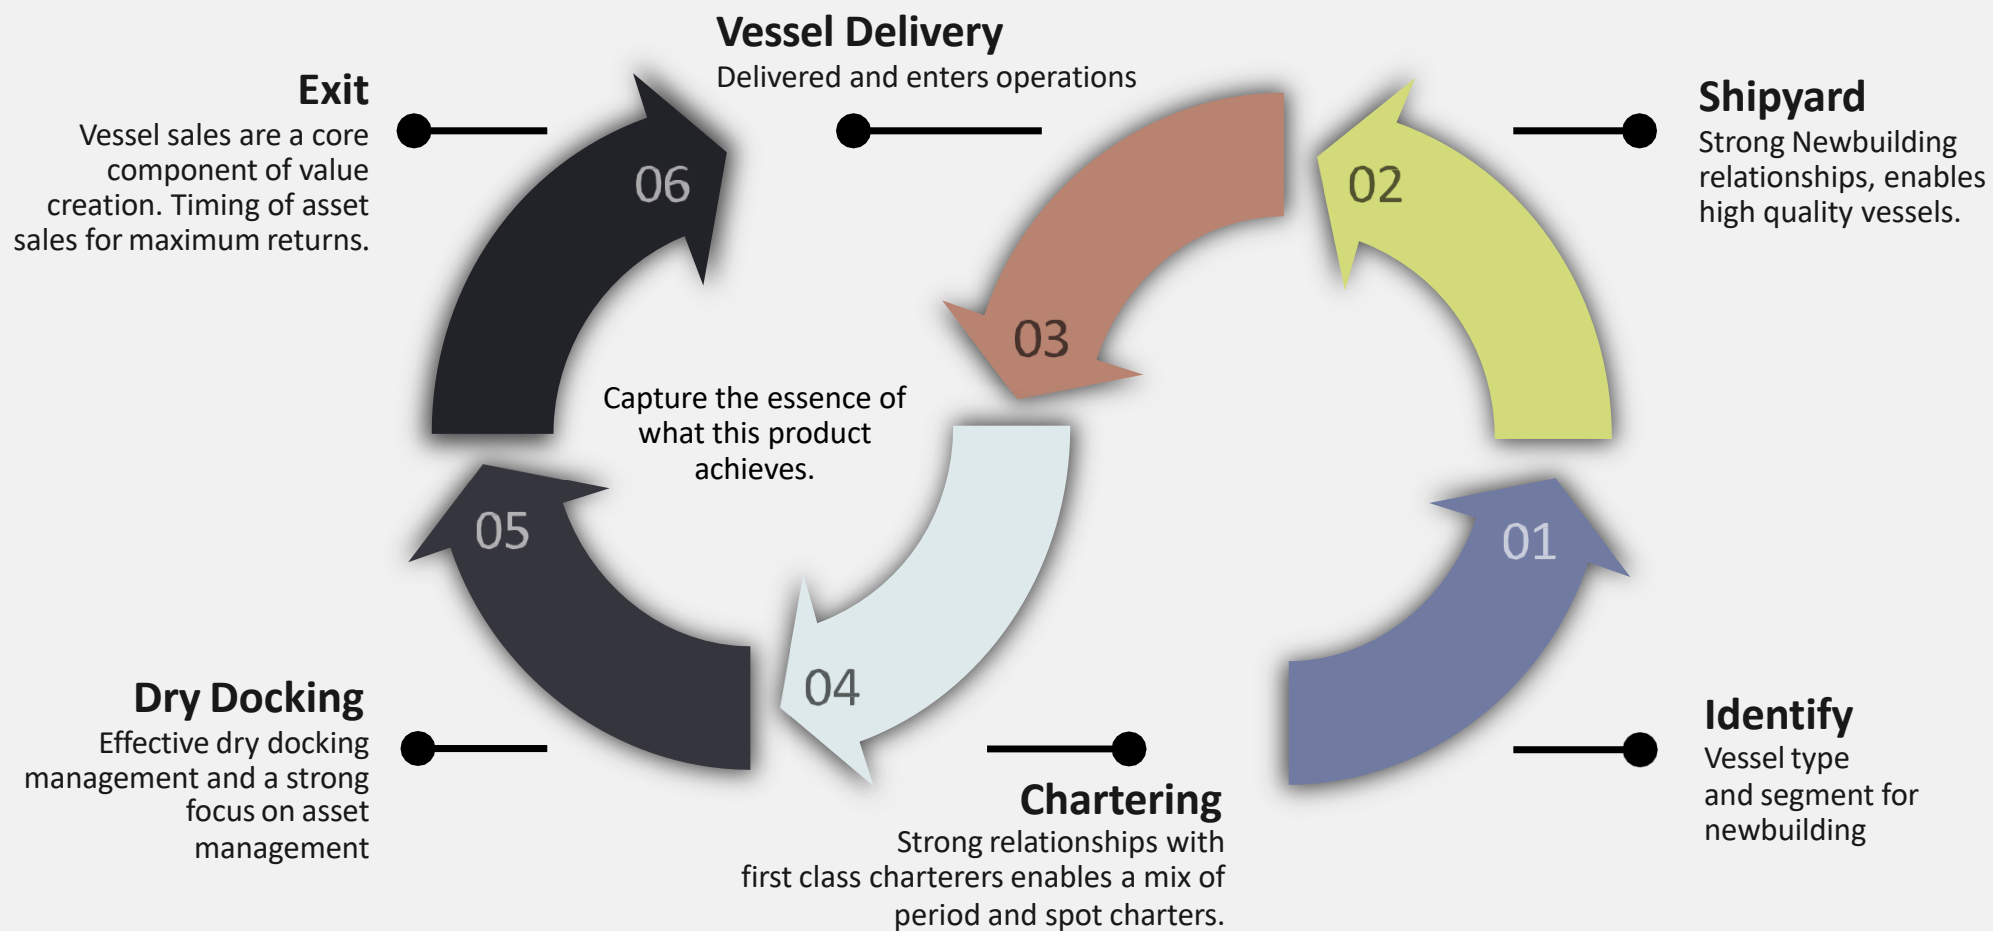 Vessel Delivery
Delivered and enters operations
Exit
Vessel sales are a core
component of value
creation. Timing of asset
sales for maximum returns.
Shipyard
Strong Newbuilding
relationships, enables
high quality vessels.
06
02
03
Capture the essence of
what this product
achieves.
05
01
04
Dry Docking
Effective dry docking
management and a strong
focus on asset
management
Chartering
Strong relationships with
first class charterers enables a mix of
period and spot charters.
Identify
Vessel type
and segment for
newbuilding